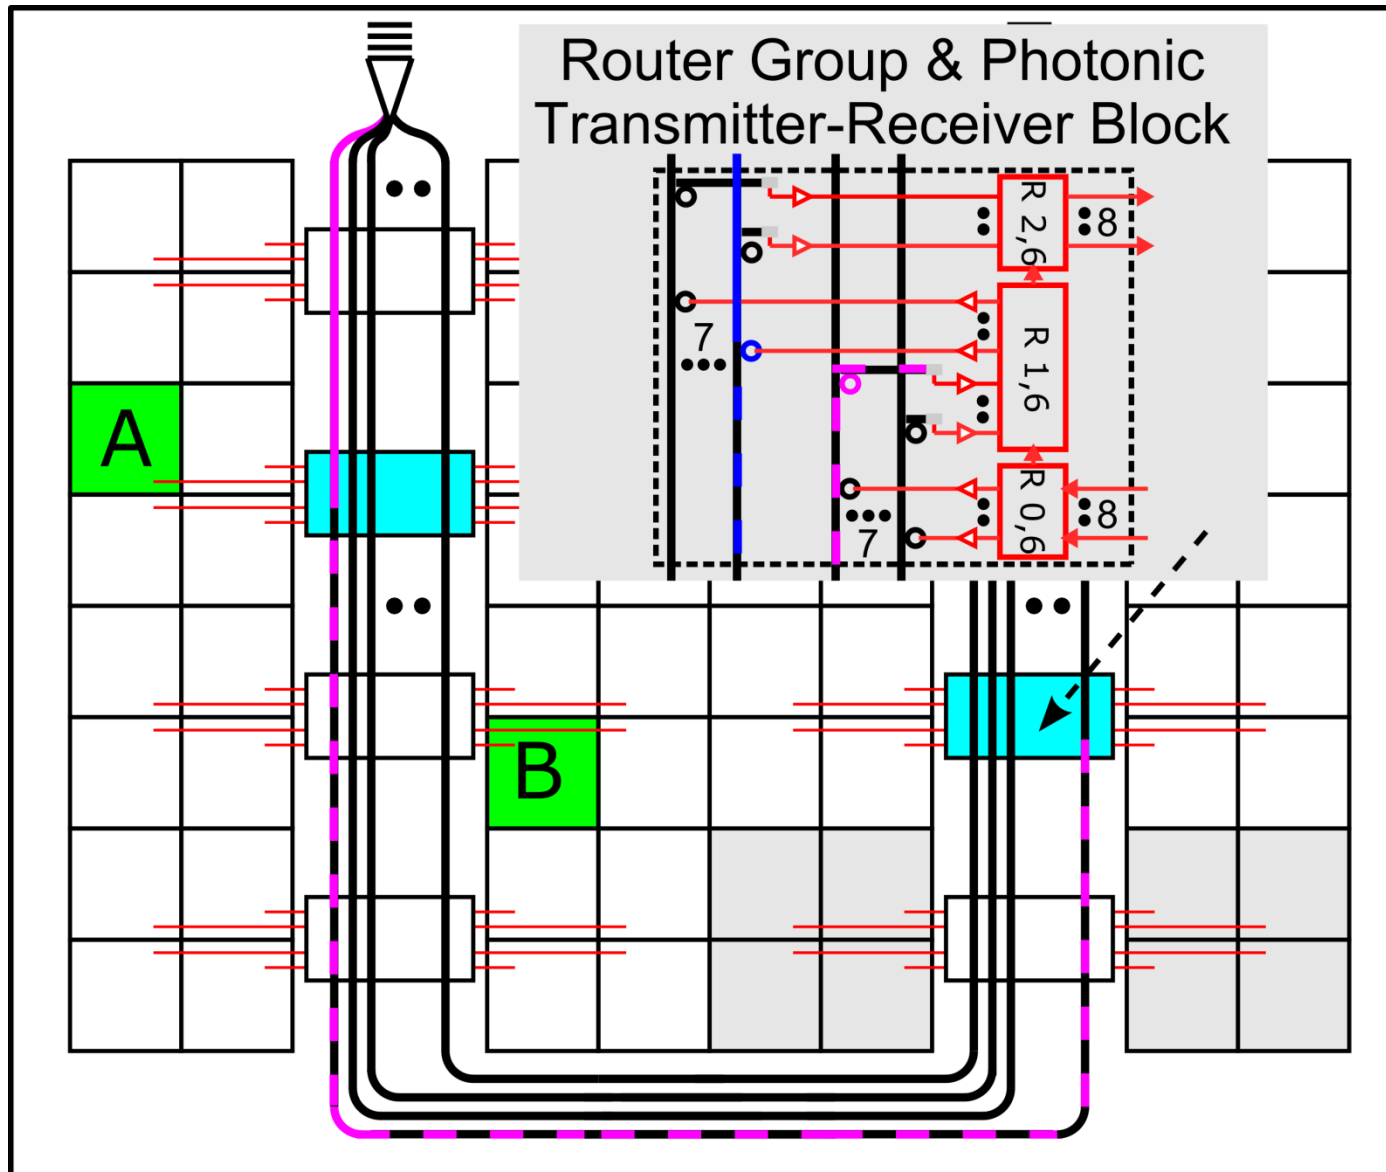 Router Group & Photonic
Transmitter-Receiver Block
R 2,6
8
7
R 1,6
A
R 0,6
8
7
B